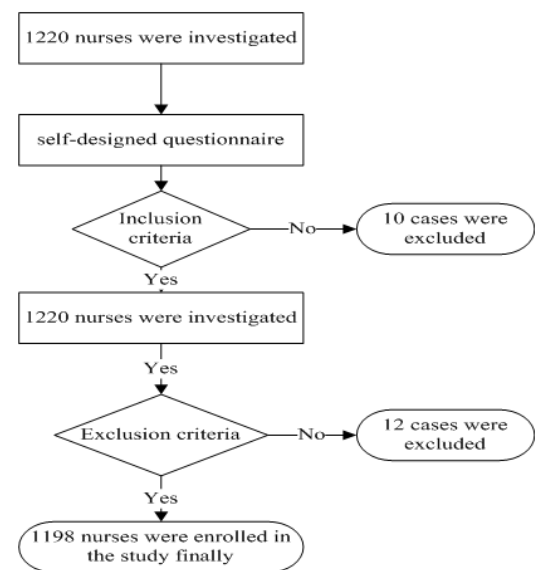 1220 nurses were investigated
self-designed questionnaire
Inclusion
criteria
No
10 cases were
excluded
Yes
1220 nurses were investigated
Yes
Exclusion criteria
No
12 cases were
excluded
Yes
1198 nurses were enrolled in
the study finally